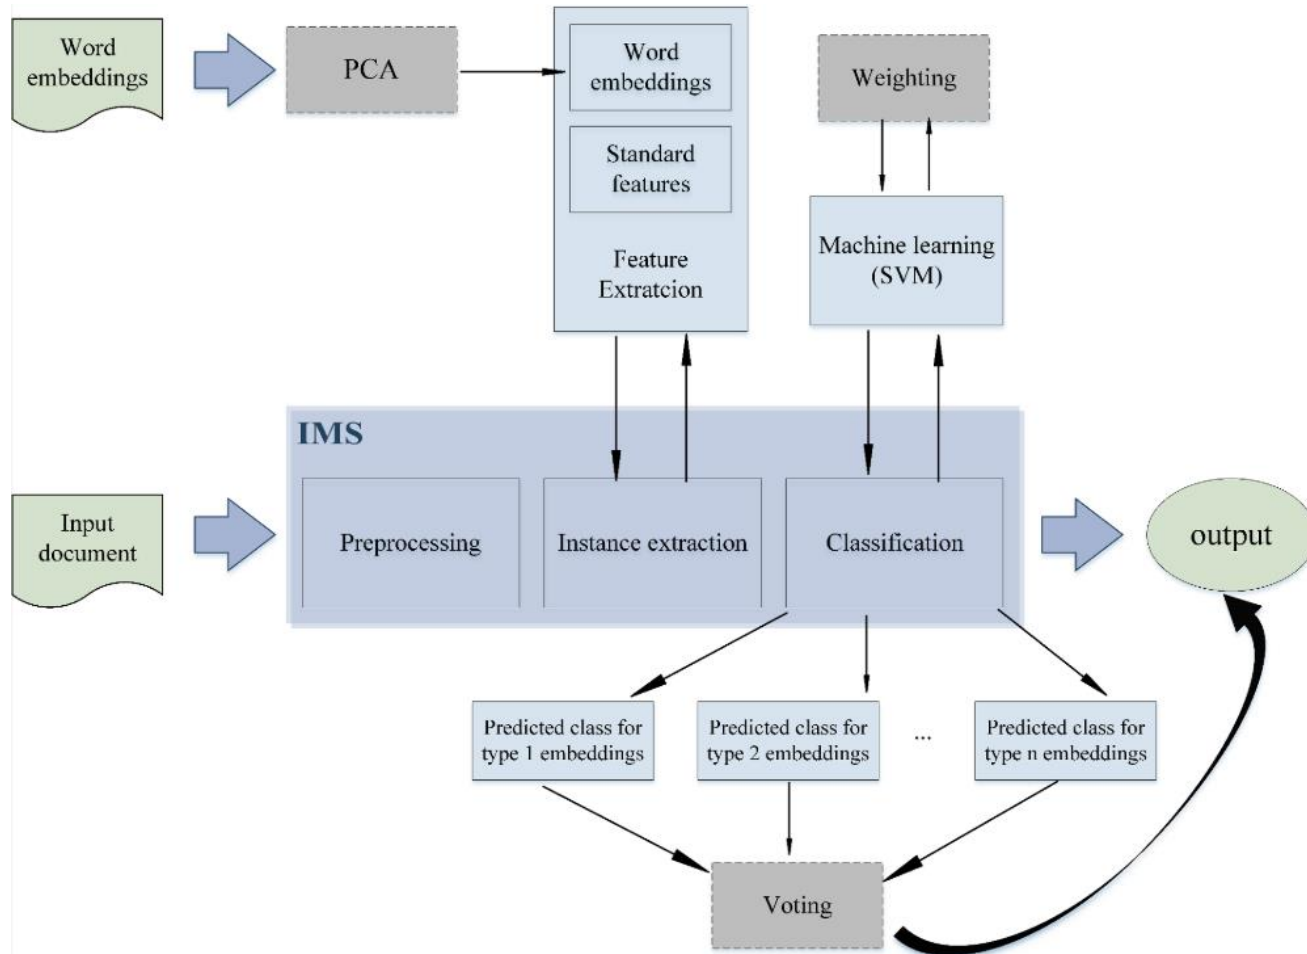 Word
embeddings
PCA
Word
embeddings
Standard
features
Feature
Extratcion
Weighting
Machine learning
(SVM)
IMS
Input
document
Preprocessing
Instance extraction
Classification
output
Predicted class for
type 1 embeddings
Predicted class for
type 2 embeddings
...
Predicted class for
type n embeddings
Voting